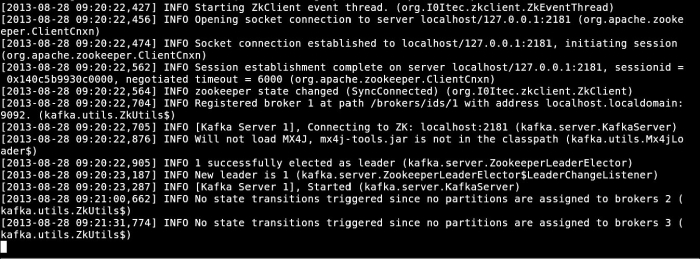 [2013-08-28 09:20:22,427] INFO Starting ZkClient event thread. (org.I0Itec.zkclient.ZkEventThread)
[2013-08-28 09:20:22,456] INFO Opening socket connection to server localhost/127.0.0.1:2181 (org.apache.zooke
eper.ClientCnxn)
[2013-08-28 09:20:22,474] INFO Socket connection established to localhost/127.0.0.1:2181, initiating session
(org.apache.zookeeper.ClientCnxn)
[2013-08-28 09:20:22,562] INFO Session establishment complete on server localhost/127.0.0.1:2181, sessionid =
 0x140c5b9930c0000, negotiated timeout = 6000 (org.apache.zookeeper.ClientCnxn)
[2013-08-28 09:20:22,564] INFO zookeeper state changed (SyncConnected) (org.I0Itec.zkclient.ZkClient)
[2013-08-28 09:20:22,704] INFO Registered broker 1 at path /brokers/ids/1 with address localhost.localdomain:
9092. (kafka.utils.ZkUtils$)
[2013-08-28 09:20:22,705] INFO [Kafka Server 1], Connecting to ZK: localhost:2181 (kafka.server.KafkaServer)
[2013-08-28 09:20:22,876] INFO Will not load MX4J, mx4j-tools.jar is not in the classpath (kafka.utils.Mx4jLo
ader$)
[2013-08-28 09:20:22,905] INFO 1 successfully elected as leader (kafka.server.ZookeeperLeaderElector)
[2013-08-28 09:20:23,187] INFO New leader is 1 (kafka.server.ZookeeperLeaderElector$LeaderChangeListener)
[2013-08-28 09:20:23,287] INFO [Kafka Server 1], Started (kafka.server.KafkaServer)
[2013-08-28 09:21:00,662] INFO No state transitions triggered since no partitions are assigned to brokers 2 (
kafka.utils.ZkUtils$)
[2013-08-28 09:21:31,774] INFO No state transitions triggered since no partitions are assigned to brokers 3 (
kafka.utils.ZkUtils$)